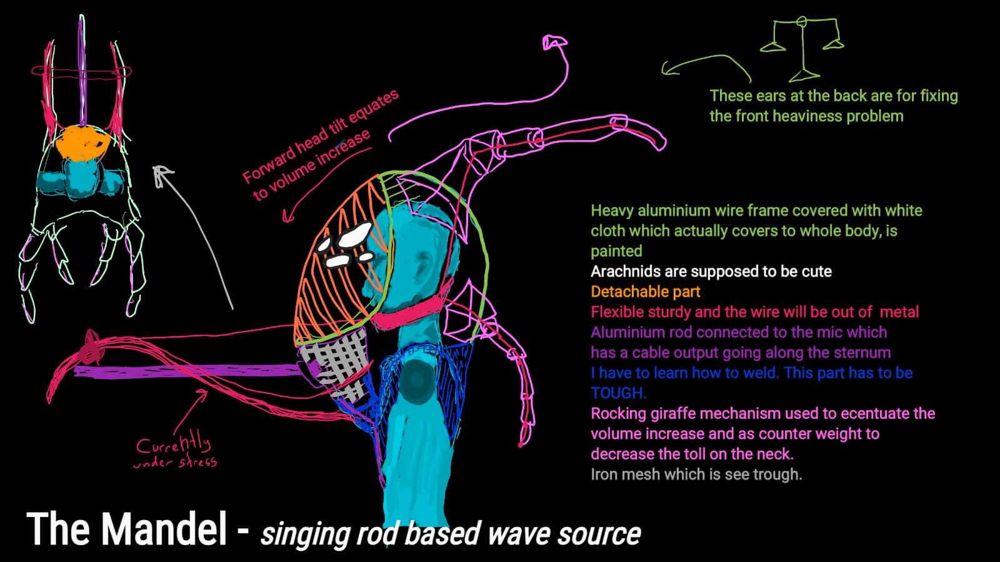 These ears at the back are for fixing
the front heaviness problem
Forward head tilt equates
to volume increase
Heavy aluminium wire frame covered with white
cloth which actually covers to whole body, is
painted
Arachnids are supposed to be cute
Detachable part
Flexible sturdy and the wire will be out of metal
Aluminium rod connected to the mic which
has a cable output going along the sternum
I have to learn how to weld. This part has to be
TOUGH.
Rocking giraffe mechanism used to ecentuate the
volume increase and as counter weight to
decrease the toll on the neck.
Iron mesh which is see trough.
Currently
under stress
The Mandel - singing rod based wave source